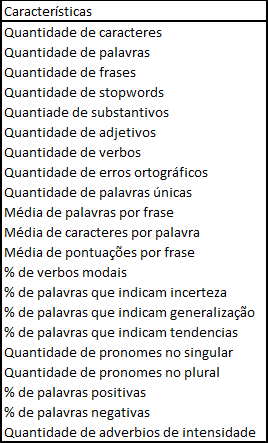 Características
Quantidade de caracteres
Quantidade de palavras
Quantidade de frases
Quantidade de stopwords
Quantiade de substantivos
Quantidade de adjetivos
Quantidade de verbos
Quantidade de erros ortográficos
Quantidade de palavras únicas
Média de palavras por frase
Média de caracteres por palavra
Média de pontuações por frase
% de verbos modais
% de palavras que indicam incerteza
% de palavras que indicam generalização
% de palavras que indicam tendencias
Quantidade de pronomes no singular
Quantidade de pronomes no plural
% de palavras positivas
% de palavras negativas
Quantidade de adverbios de intensidade